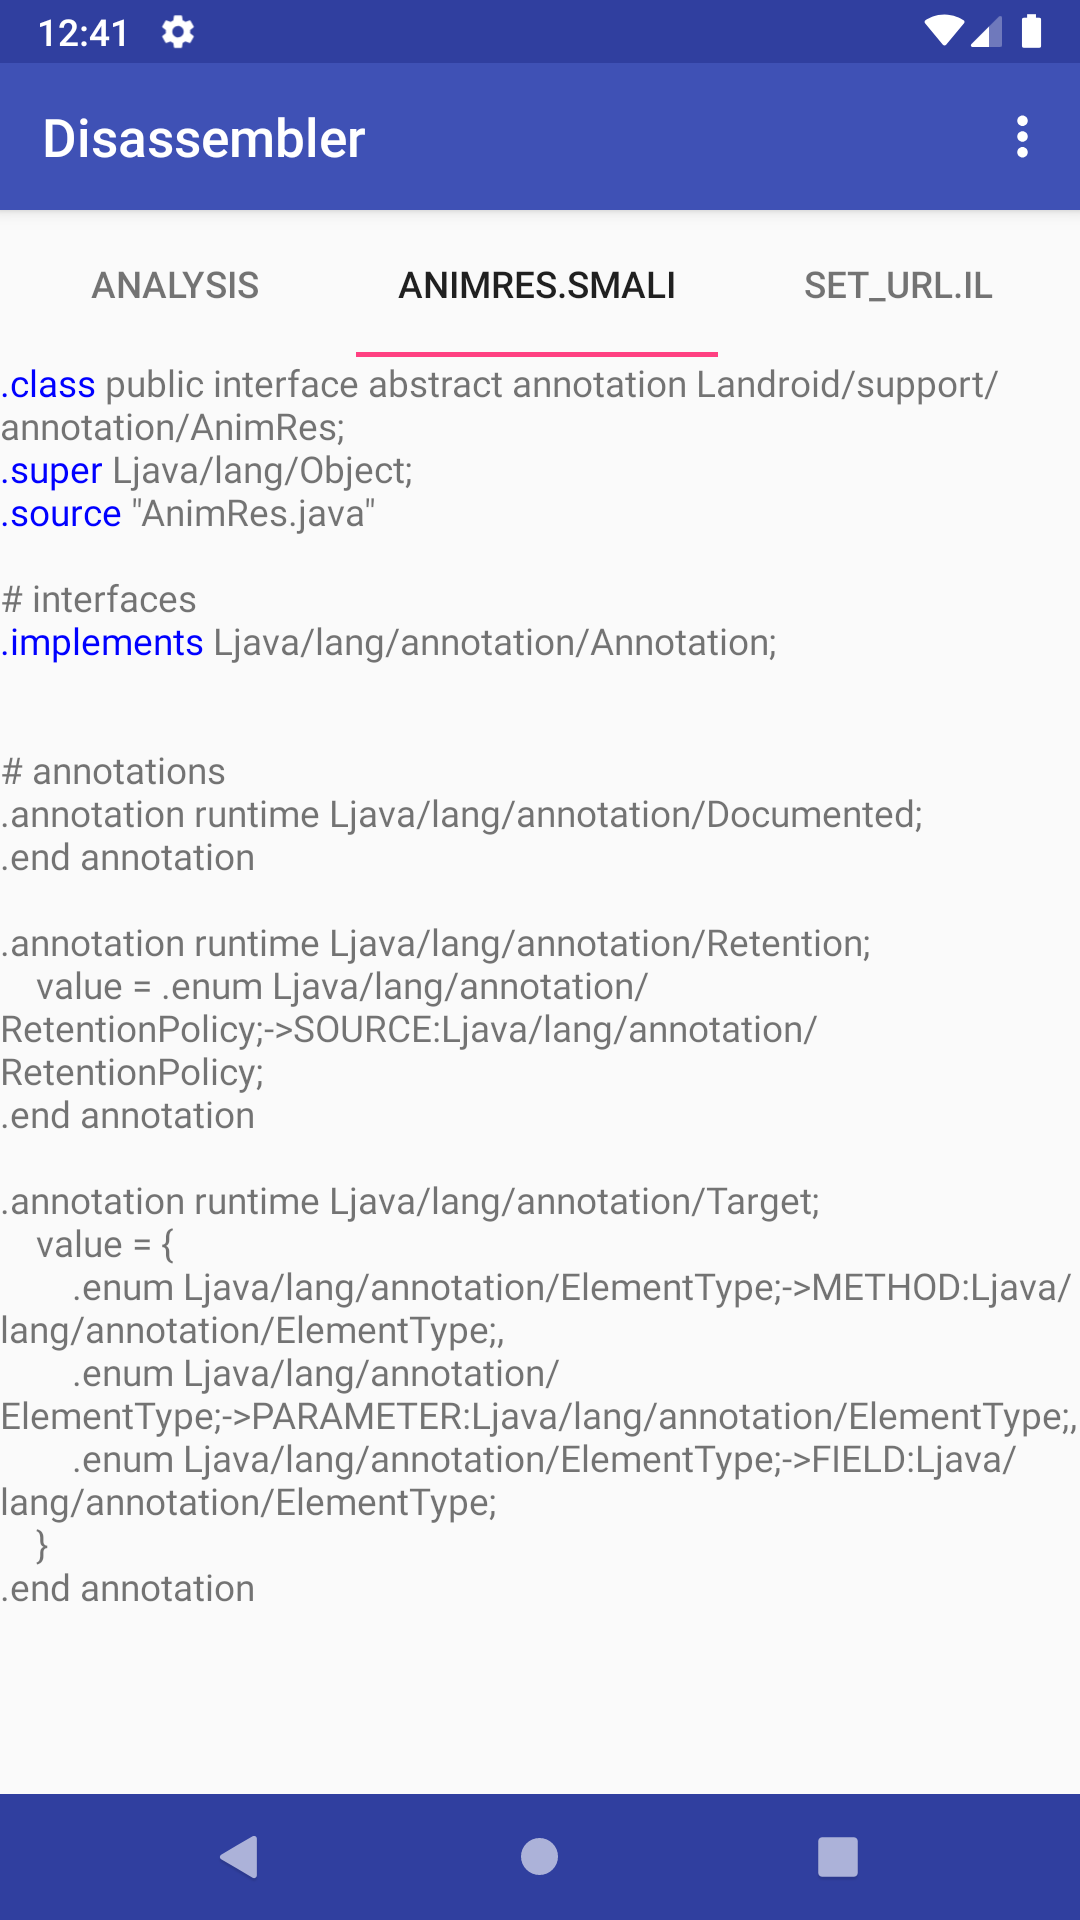 12:41
Disassembler
ANALYSIS ANIMRES.SMALI SET_URL.IL
.class public interface abstract annotation Landroid/support/
annotation/AnimRes;
.super Ljava/lang/Object;
.source "AnimRes.java"
# interfaces
.implements Ljava/lang/annotation/Annotation;
# annotations
.annotation runtime Ljava/lang/annotation/Documented;
.end annotation
.annotation runtime Ljava/lang/annotation/Retention;
    value = .enum Ljava/lang/annotation/
RetentionPolicy;->SOURCE:Ljava/lang/annotation/
RetentionPolicy;
.end annotation
.annotation runtime Ljava/lang/annotation/Target;
    value = {
        .enum Ljava/lang/annotation/ElementType;->METHOD:Ljava/
lang/annotation/ElementType;,
        .enum Ljava/lang/annotation/
ElementType;->PARAMETER:Ljava/lang/annotation/ElementType;,
        .enum Ljava/lang/annotation/ElementType;->FIELD:Ljava/
lang/annotation/ElementType;
    }
.end annotation